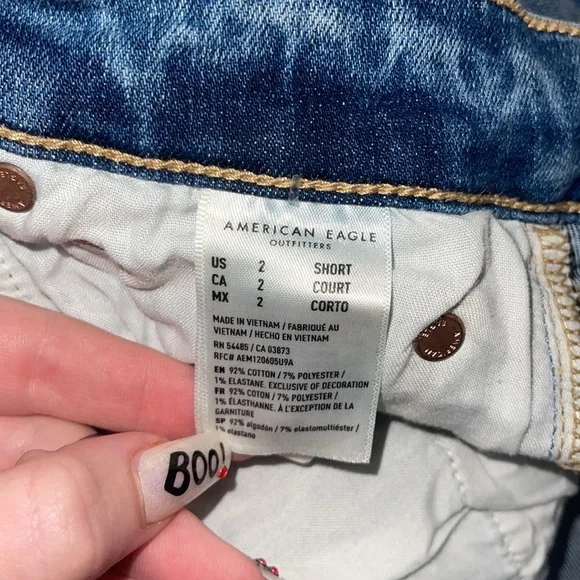 AMERICAN EAGLE
OUTFITTERS
US 2 SHORT
CA 2 COURT
MX 2 CORTO
MADE IN VIETNAM / FABRIQUÉ AU
VIETNAM / HECHO EN VIETNAM
RN 54485 / CA 03873
RFC# AEM120605U9A
EN 92% COTTON / 7% POLYESTER /
1% ELASTANE. EXCLUSIVE OF DECORATION
FR 92% COTON / 7% POLYESTER /
1% ÉLASTHANNE. À L'EXCEPTION DE LA
GARNITURE
SP 92% algodón / 7% elastomultiéster /
1% elastano
AMERICAN EAGLE
BOO!